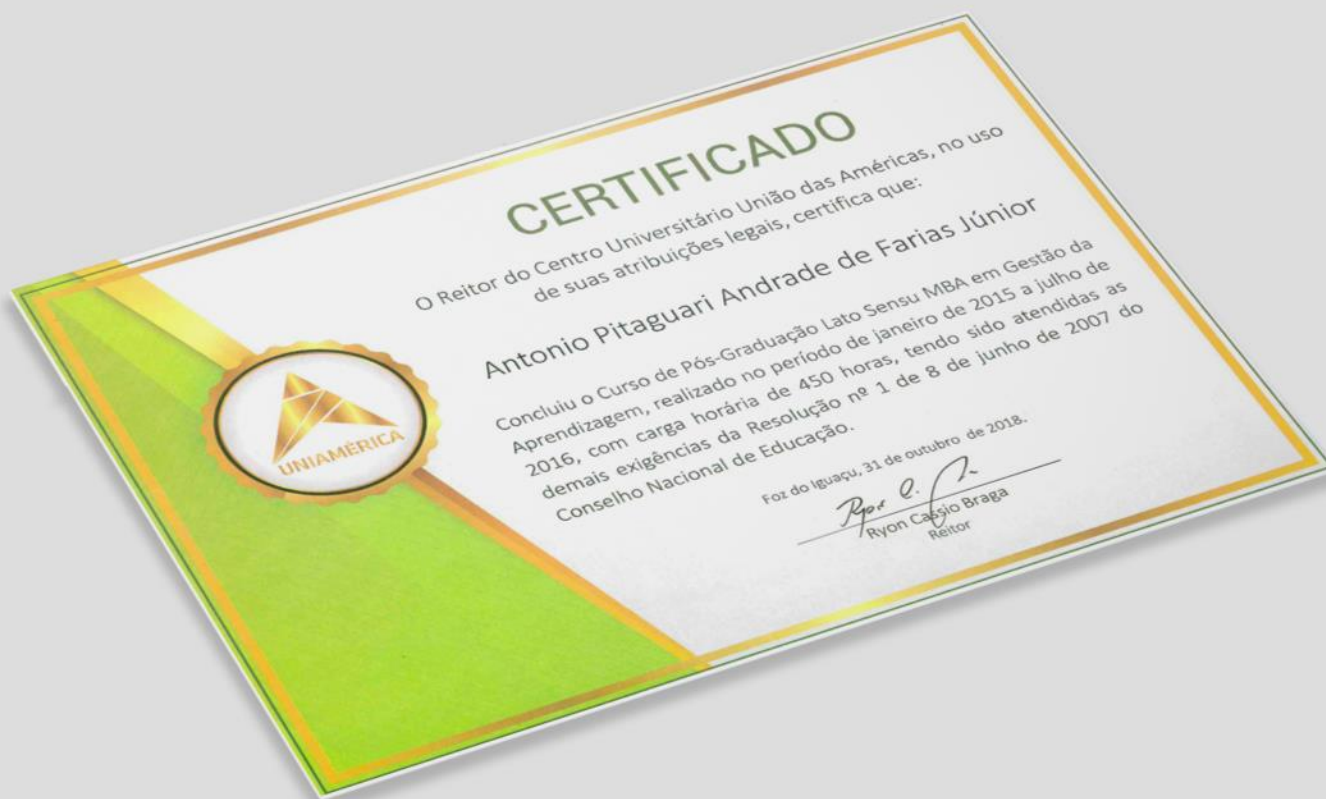 CERTIFICADO
O Reitor do Centro Universitário União das Américas, no uso
de suas atribuições legais, certifica que:
Antonio Pitaguari Andrade de Farias Júnior
Concluiu o Curso de Pós-Graduação Lato Sensu MBA em Gestão da
Aprendizagem, realizado no período de janeiro de 2015 a julho de
2016, com carga horária de 450 horas, tendo sido atendidas as
demais exigências da Resolução nº 1 de 8 de junho de 2007 do
Conselho Nacional de Educação.
Foz do Iguaçu, 31 de outubro de 2018.
Ryon Cassio Braga
Reitor
UNIAMÉRICA